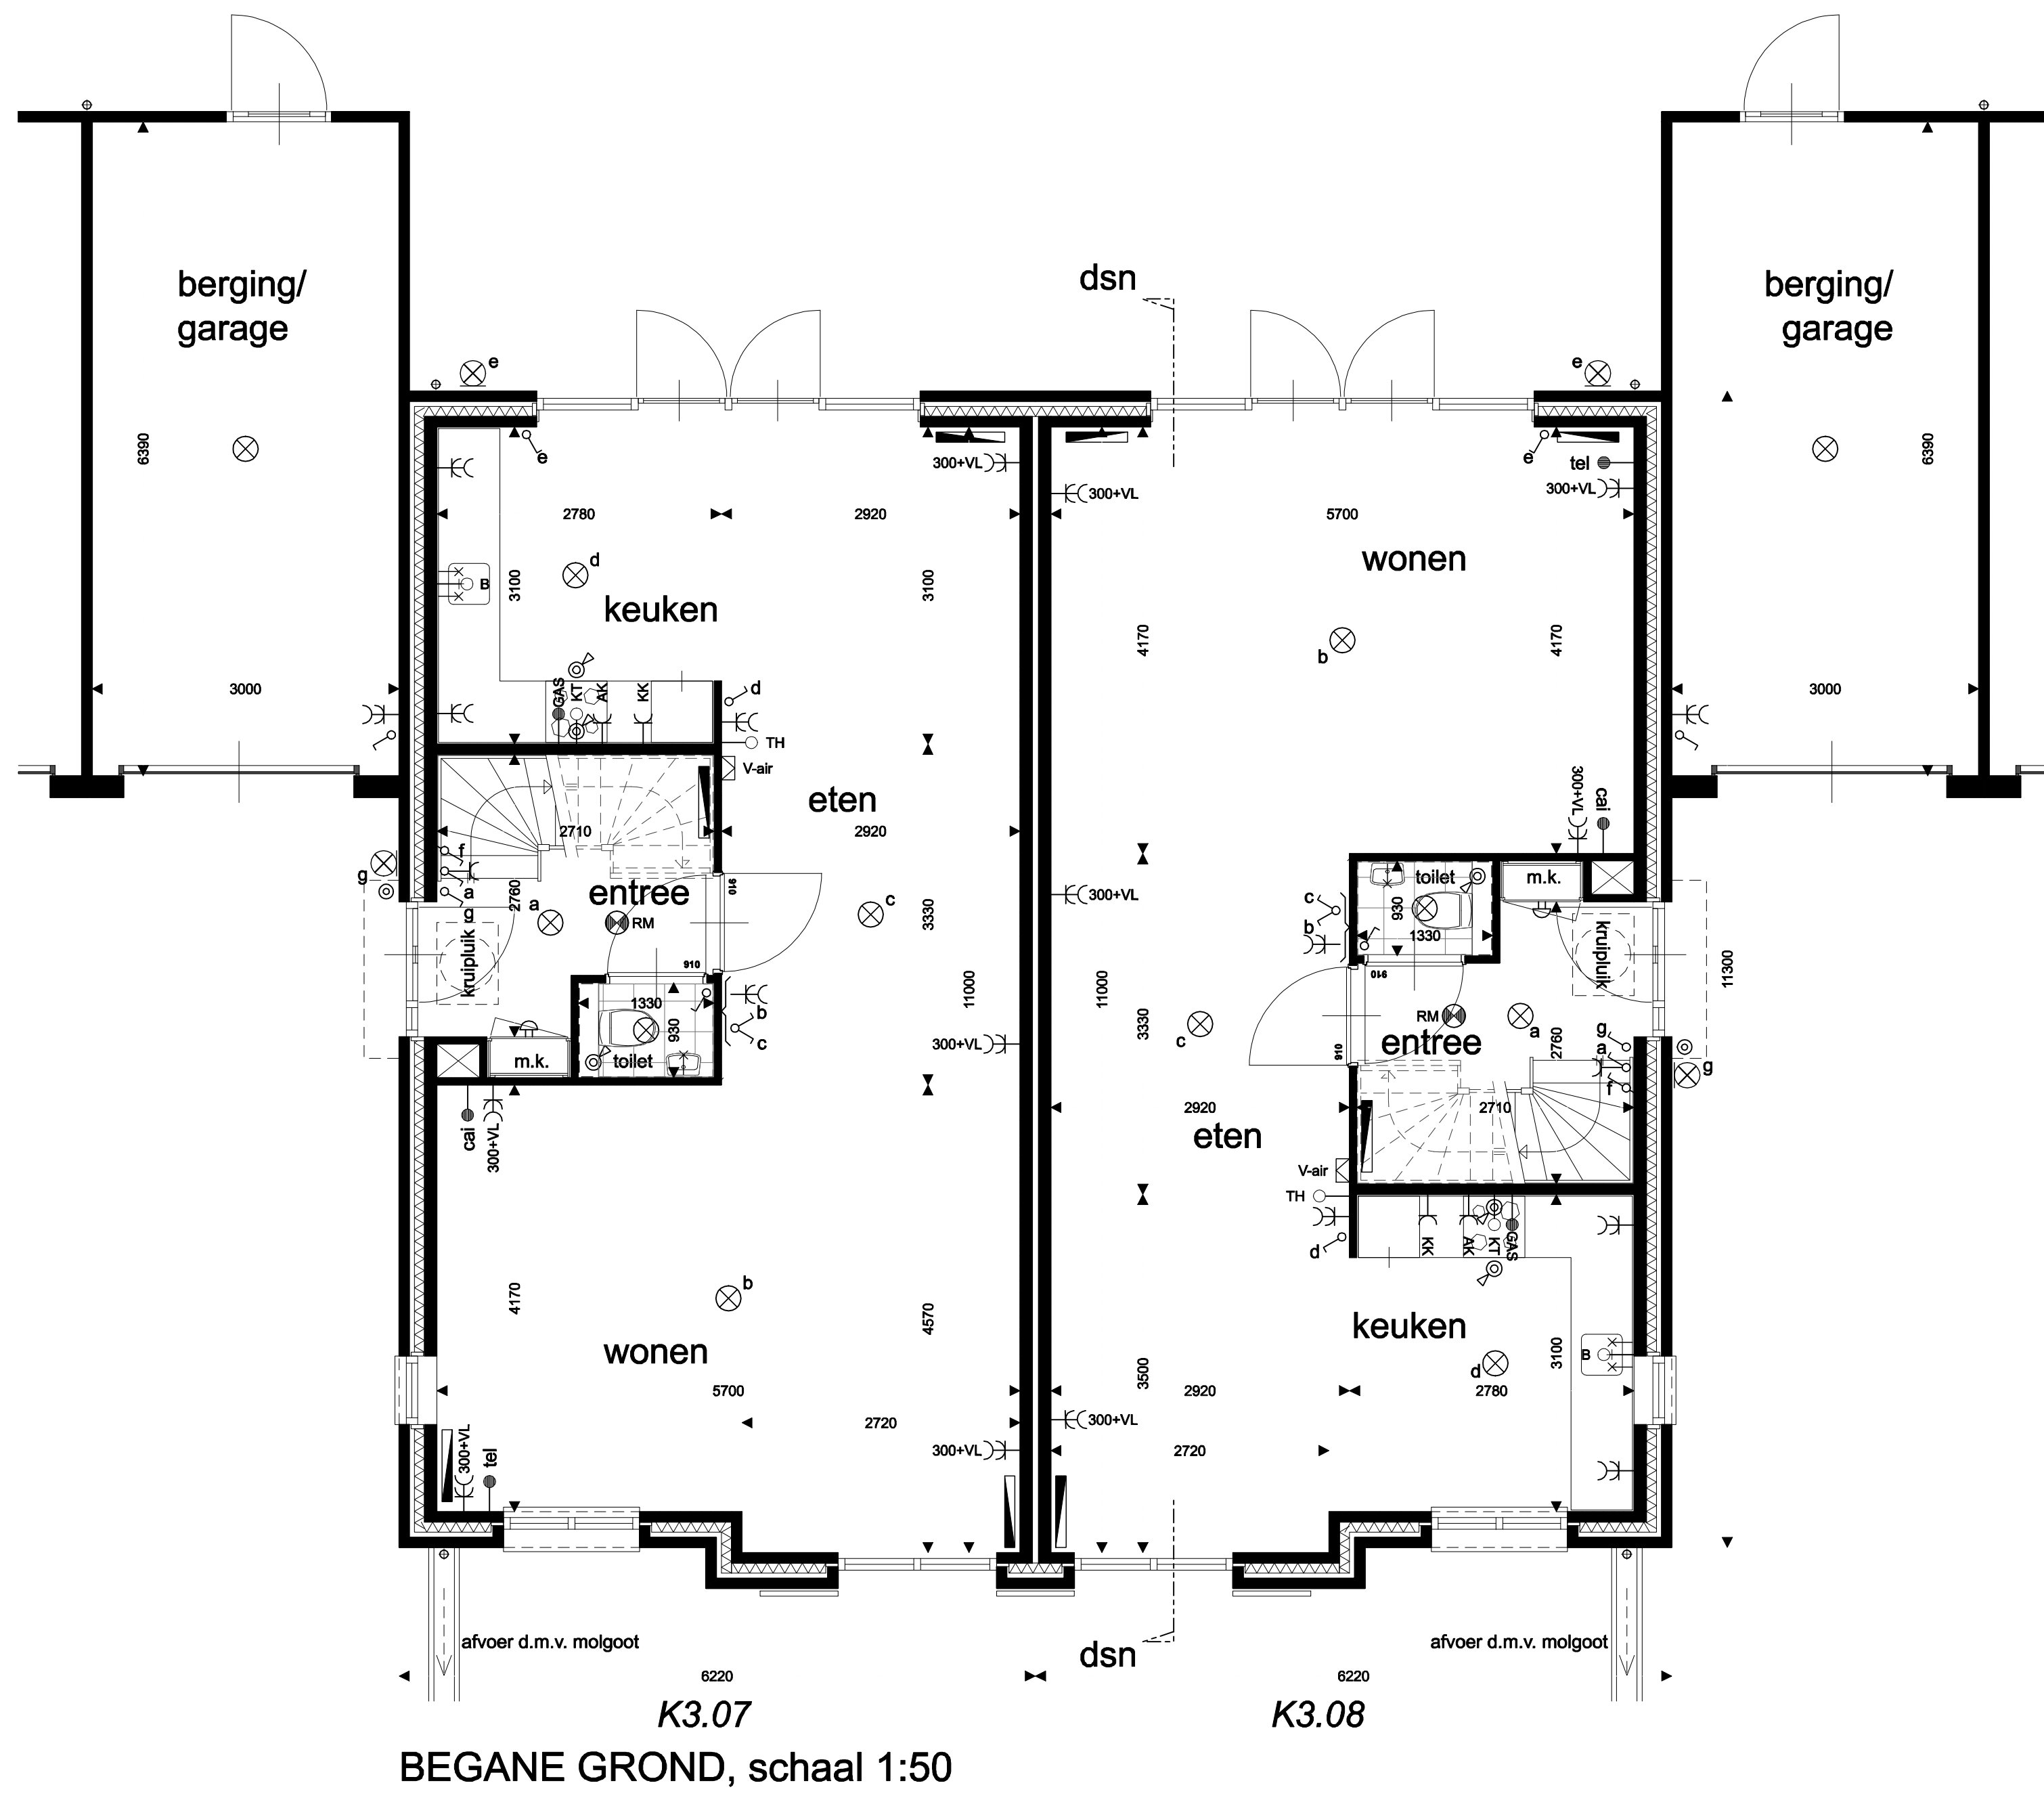 berging/
garage
6390
3000
dsn
berging/
garage
6390
3000
e
e
e
300+VL
2780
2920
d
B
3100
keuken
3100
GAS
KT
AK
KK
d
TH
V-air
eten
2920
2710
f
a
g
g
2760
a
entree
RM
910
910
kruipluik
c
3330
11000
1330
930
toilet
m.k.
b
c
300+VL
cai
300+VL
4170
b
wonen
4570
5700
2720
300+VL
300+VL
tel
300+VL
e
tel
300+VL
5700
wonen
4170
b
4170
300+VL
cai
300+VL
c
b
toilet
930
1330
m.k.
kruipluik
910
910
11000
3330
c
RM
entree
a
2760
g
a
f
g
11300
2920
eten
2710
V-air
TH
d
KK
AK
KT
GAS
keuken
d
B
3100
3500
2920
2780
300+VL
2720
afvoer d.m.v. molgoot
afvoer d.m.v. molgoot
dsn
6220
6220
K3.07
K3.08
BEGANE GROND, schaal 1:50